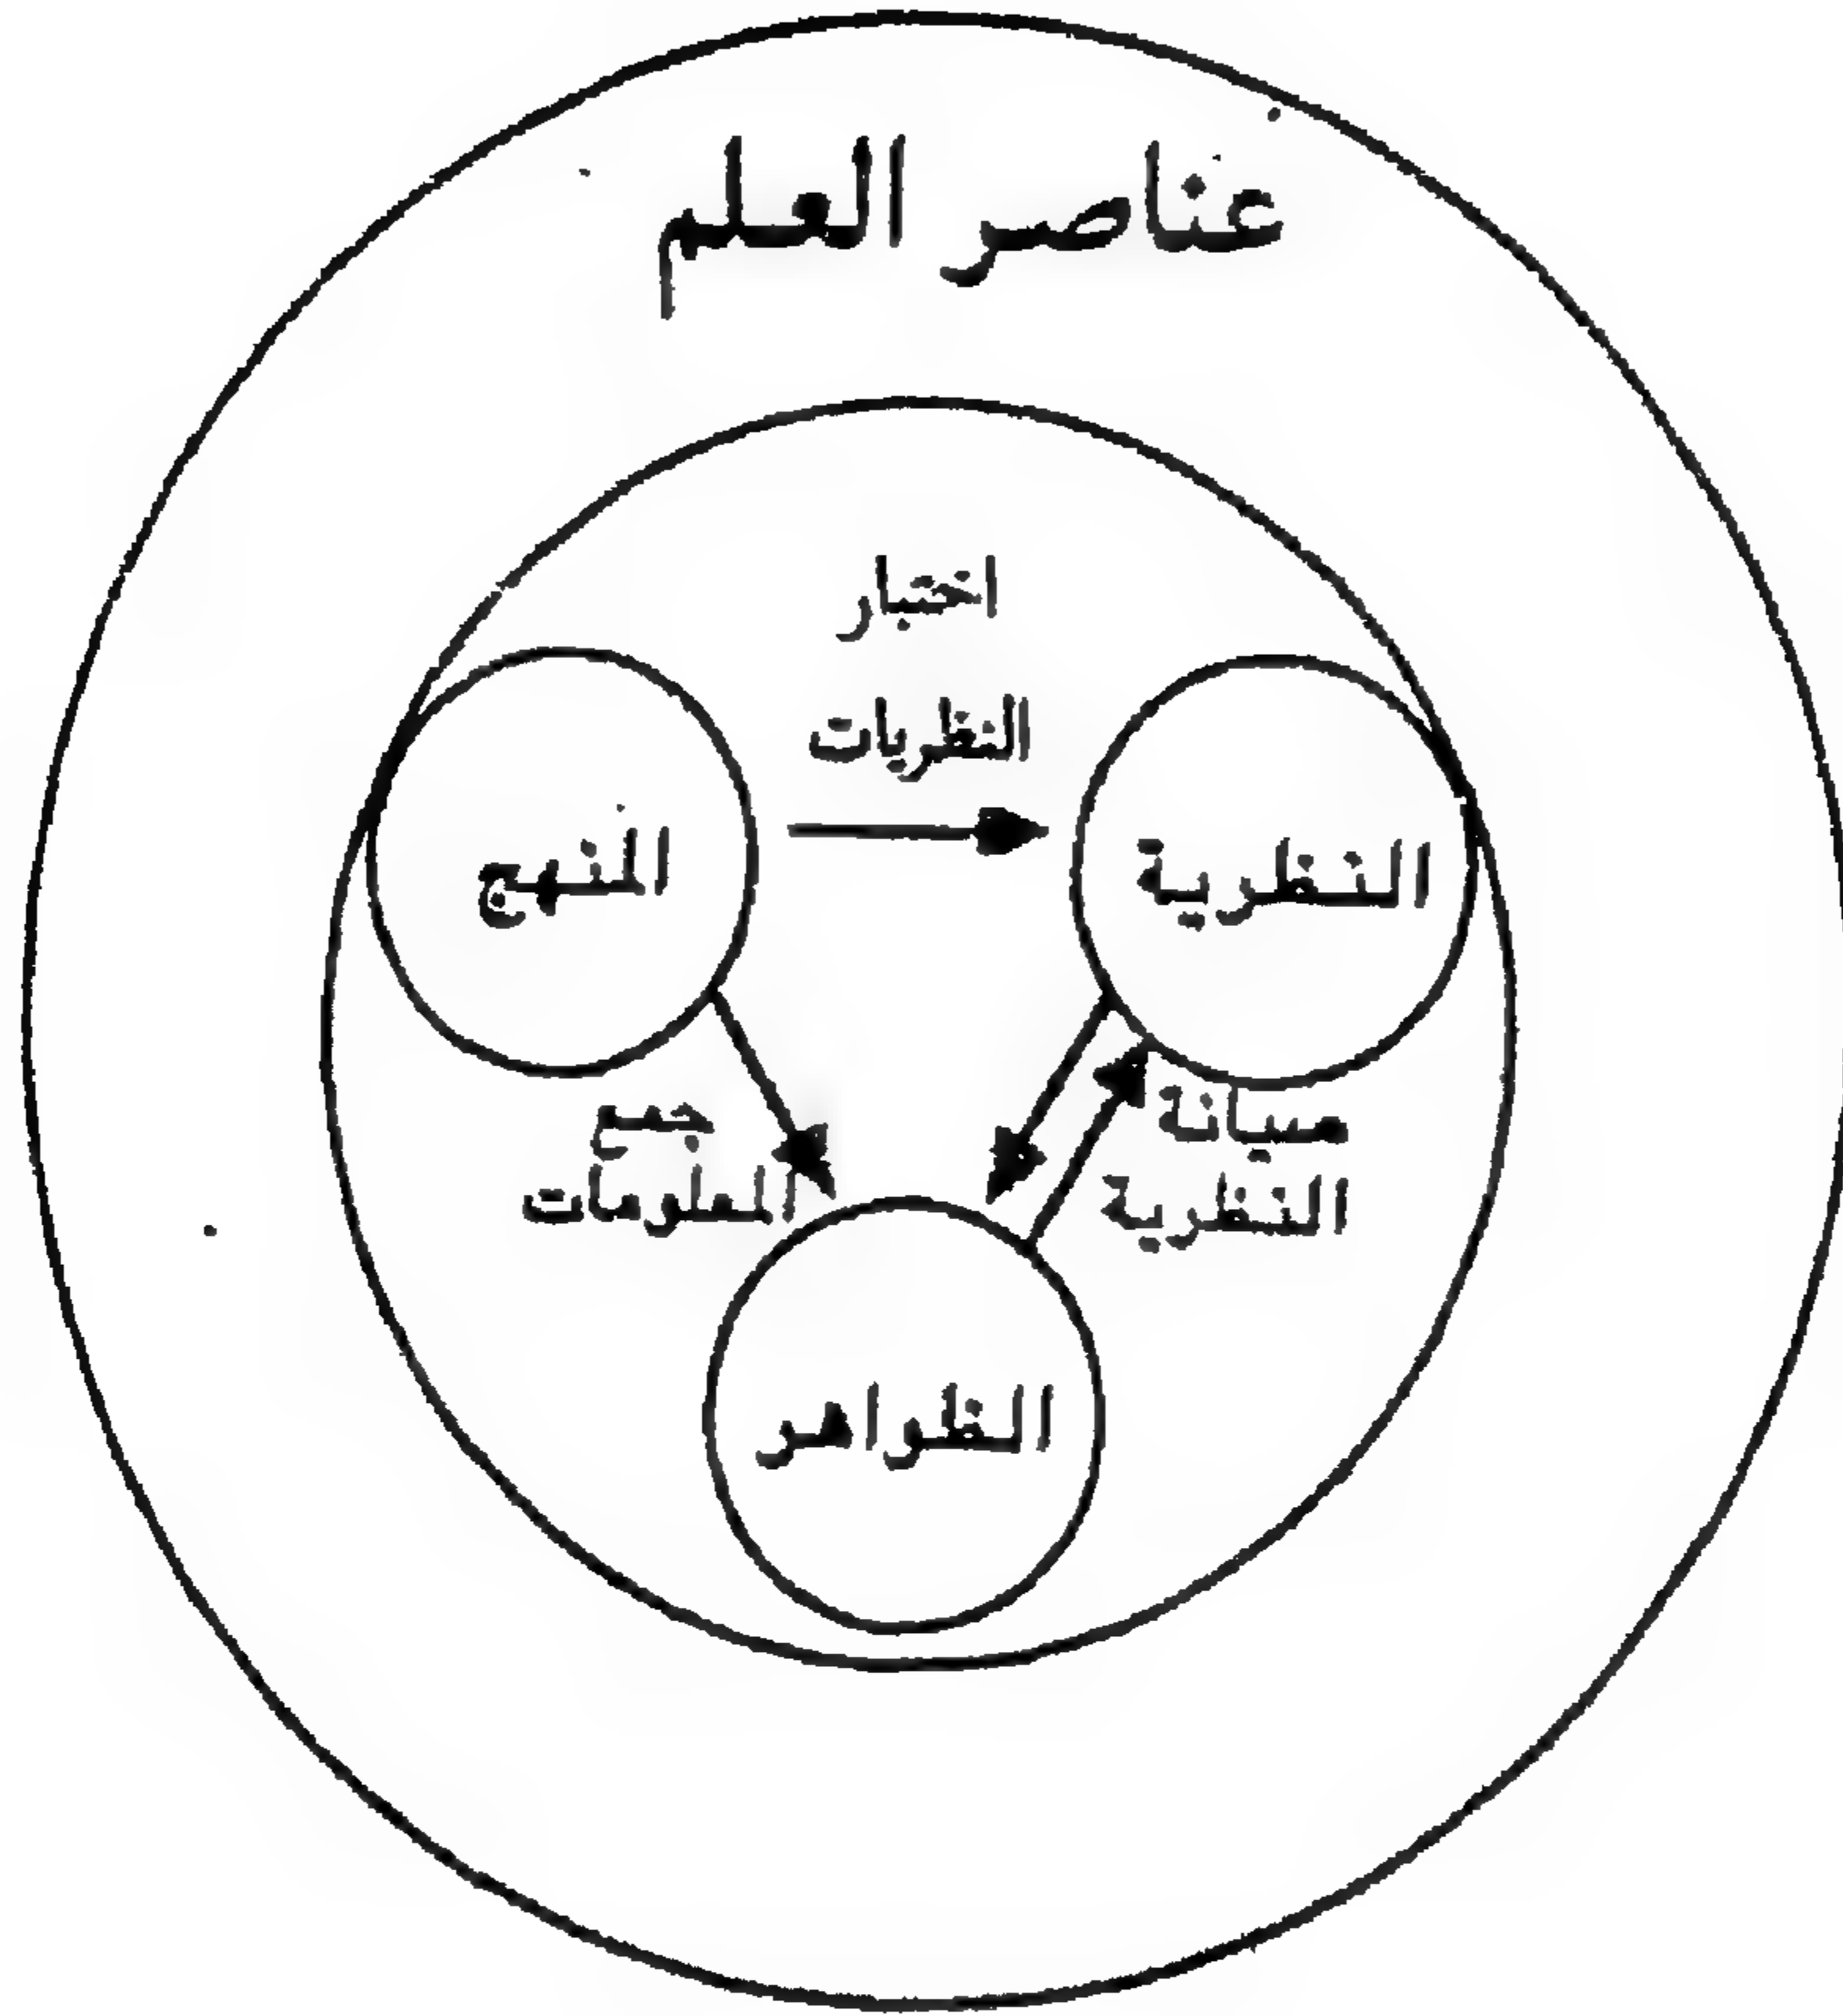 عناصر العلم
اختبار
النظريات
النظرية
المنهج
صيانة
النظرية
جمع
المعلومات
الظواهر